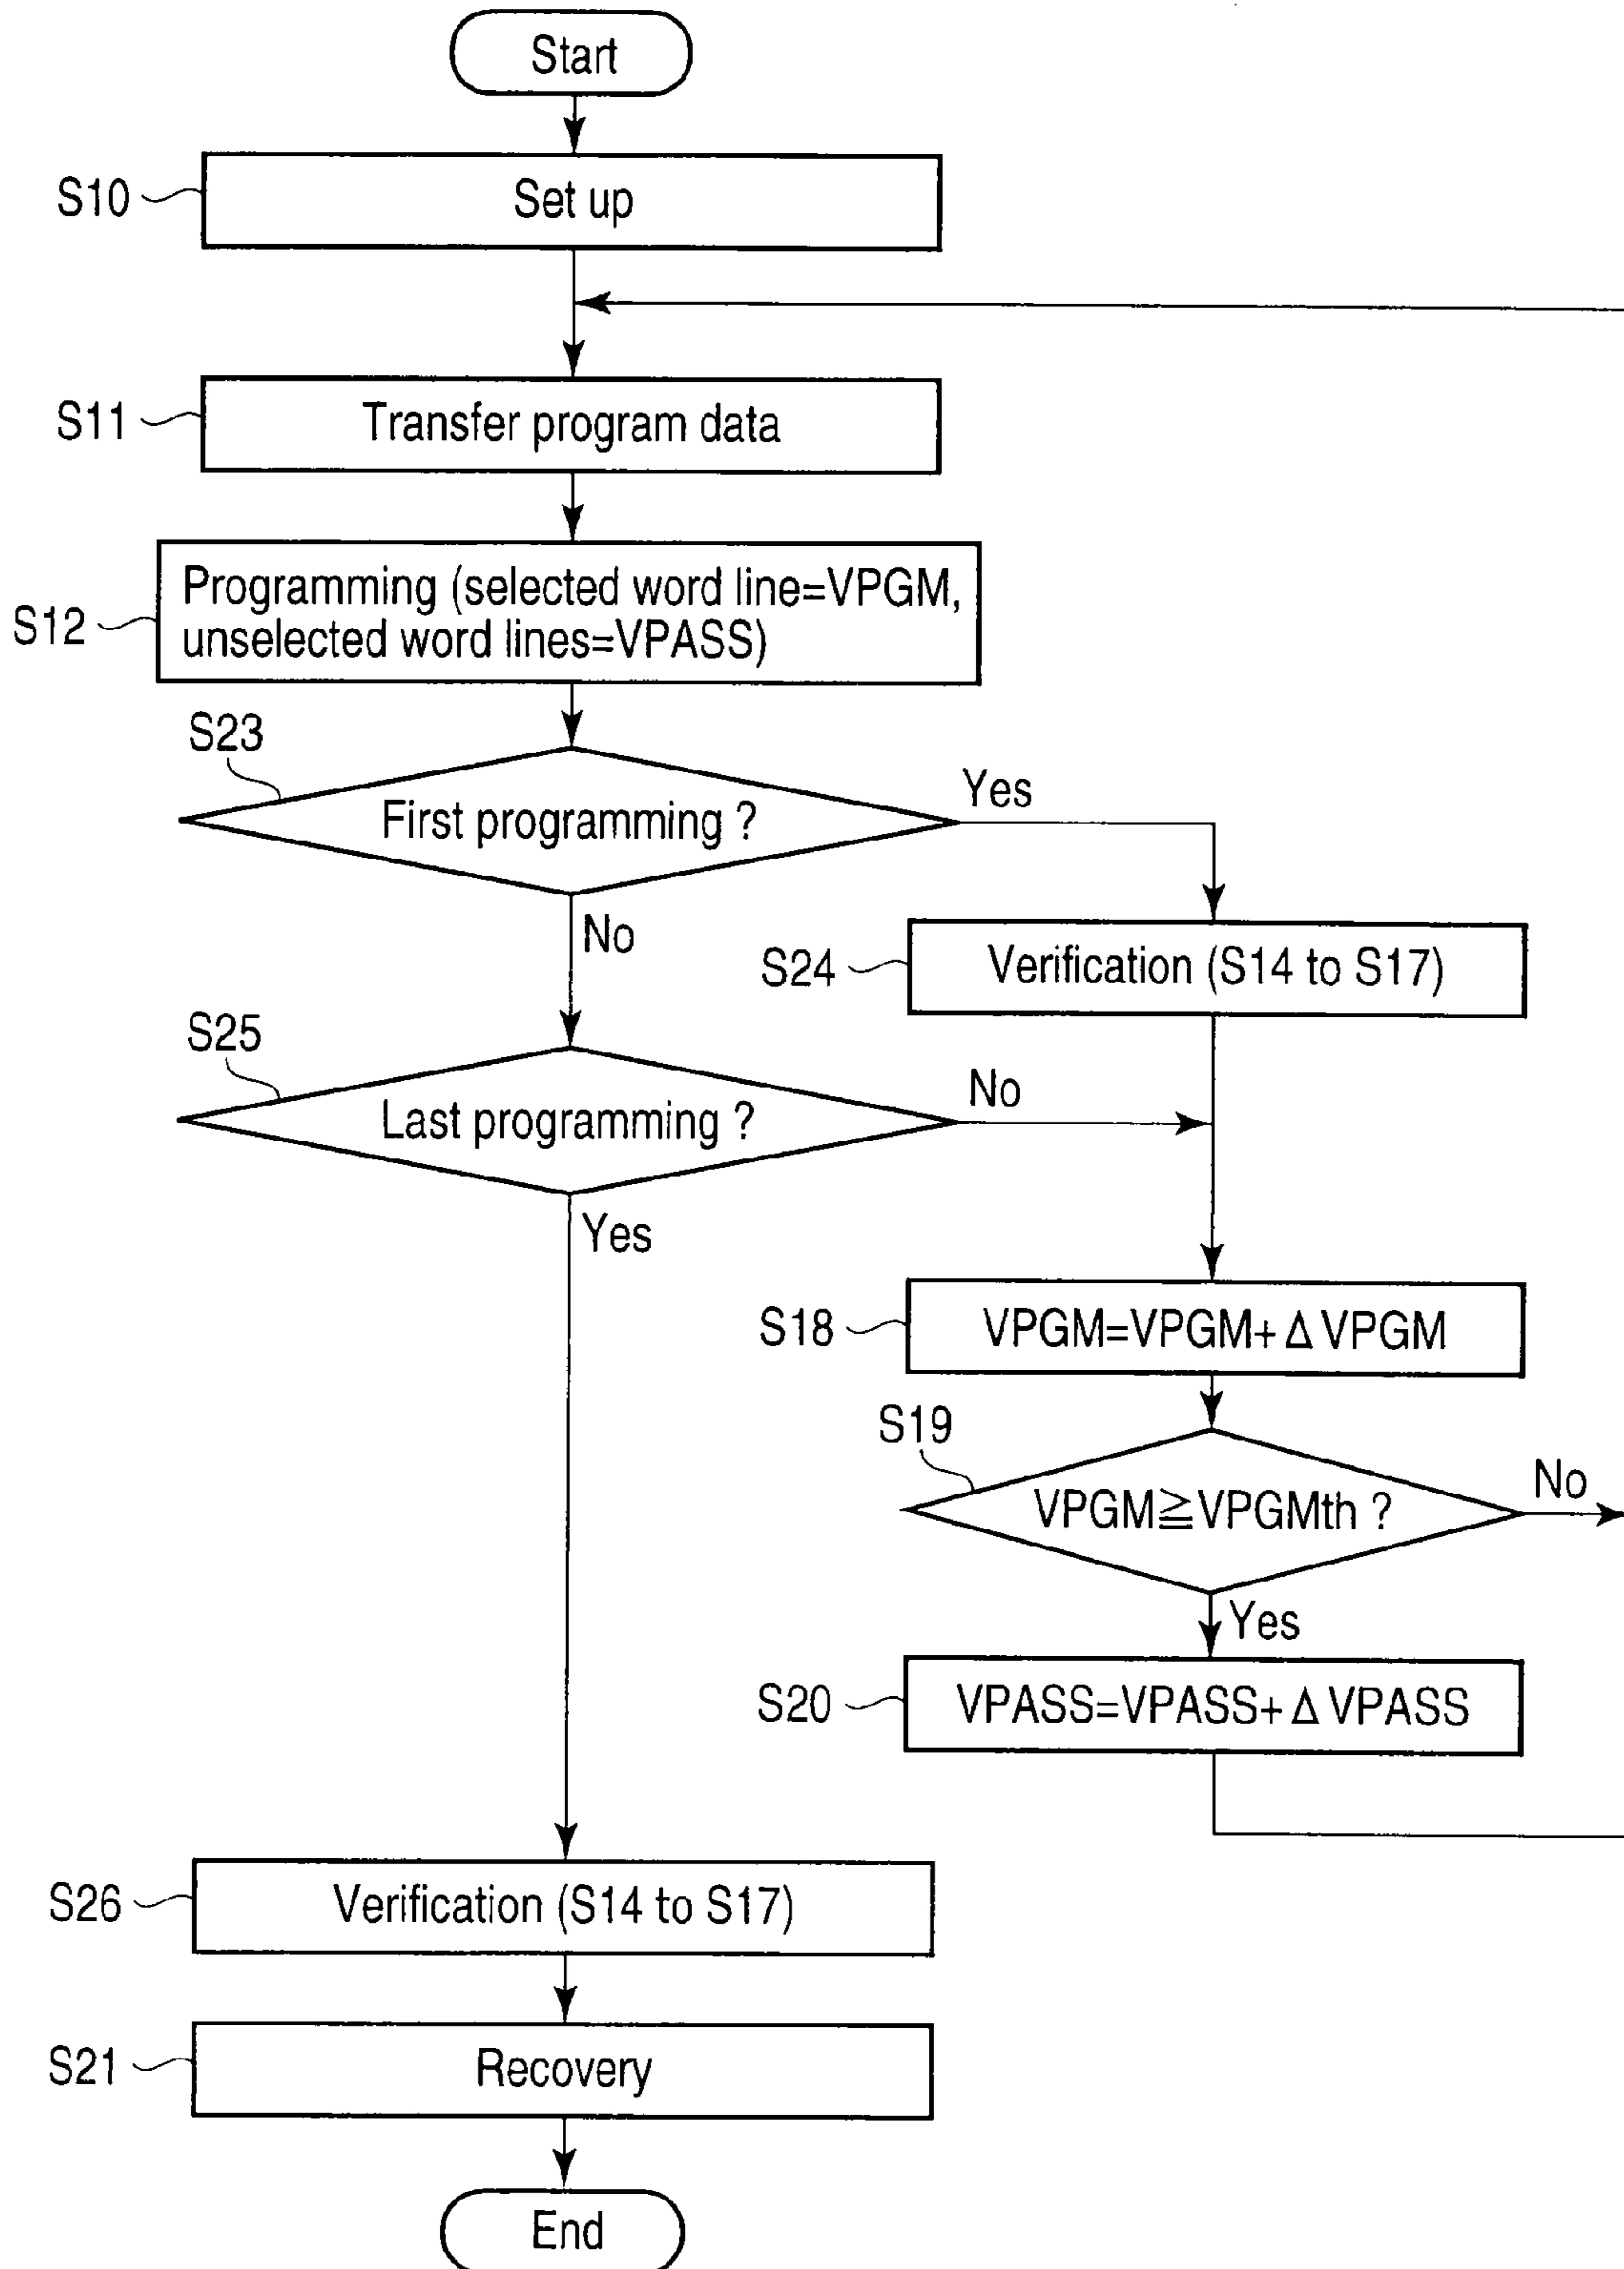 Start
S10
Set up
S11
Transfer program data
S12
Programming (selected word line=VPGM,
unselected word lines=VPASS)
S23
First programming ?
Yes
No
S24
Verification (S14 to S17)
S25
Last programming ?
No
Yes
S18
VPGM=VPGM+ Δ VPGM
S19
VPGM≧VPGMth ?
No
Yes
S20
VPASS=VPASS+ Δ VPASS
S26
Verification (S14 to S17)
S21
Recovery
End